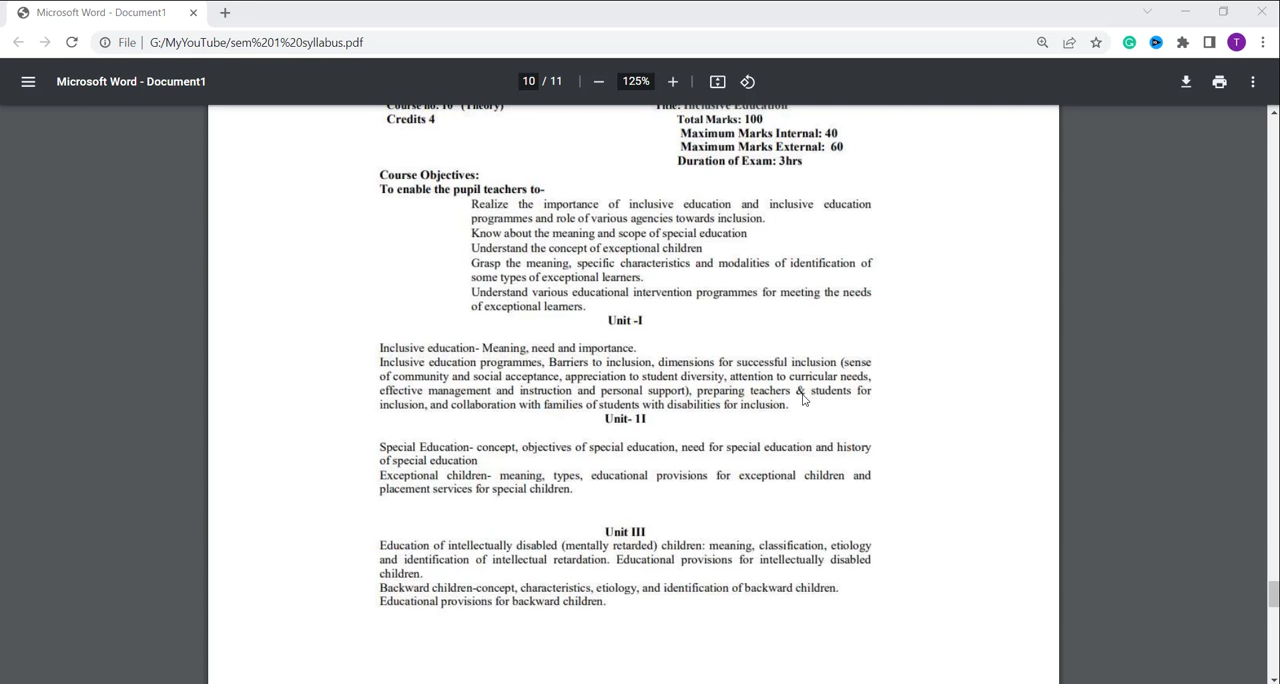 Microsoft Word - Document1
File
G:/MyYouTube/sem%201%20syllabus.pdf
T
Microsoft Word - Document1
10 / 11
125%
Course no. 10 (Theory)
Title: Inclusive Education
Credits 4
Total Marks: 100
Maximum Marks Internal: 40
Maximum Marks External: 60
Duration of Exam: 3hrs
Course Objectives:
To enable the pupil teachers to-
Realize the importance of inclusive education and inclusive education
programmes and role of various agencies towards inclusion.
Know about the meaning and scope of special education
Understand the concept of exceptional children
Grasp the meaning, specific characteristics and modalities of identification of
some types of exceptional learners.
Understand various educational intervention programmes for meeting the needs
of exceptional learners.
Unit -I
Inclusive education- Meaning, need and importance.
Inclusive education programmes, Barriers to inclusion, dimensions for successful inclusion (sense
of community and social acceptance, appreciation to student diversity, attention to curricular needs,
effective management and instruction and personal support), preparing teachers & students for
inclusion, and collaboration with families of students with disabilities for inclusion.
Unit- 1I
Special Education- concept, objectives of special education, need for special education and history
of special education
Exceptional children- meaning, types, educational provisions for exceptional children and
placement services for special children.
Unit III
Education of intellectually disabled (mentally retarded) children: meaning, classification, etiology
and identification of intellectual retardation. Educational provisions for intellectually disabled
children.
Backward children-concept, characteristics, etiology, and identification of backward children.
Educational provisions for backward children.